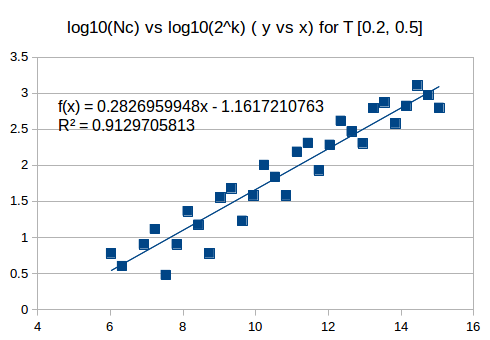 log10(Nc) vs log10(2^k) ( y vs x) for T [0.2, 0.5]
3.5
3
f(x) = 0.2826959948x - 1.1617210763
2.5
R² = 0.9129705813
2
1.5
1
0.5
0
4 6 8 10 12 14 16